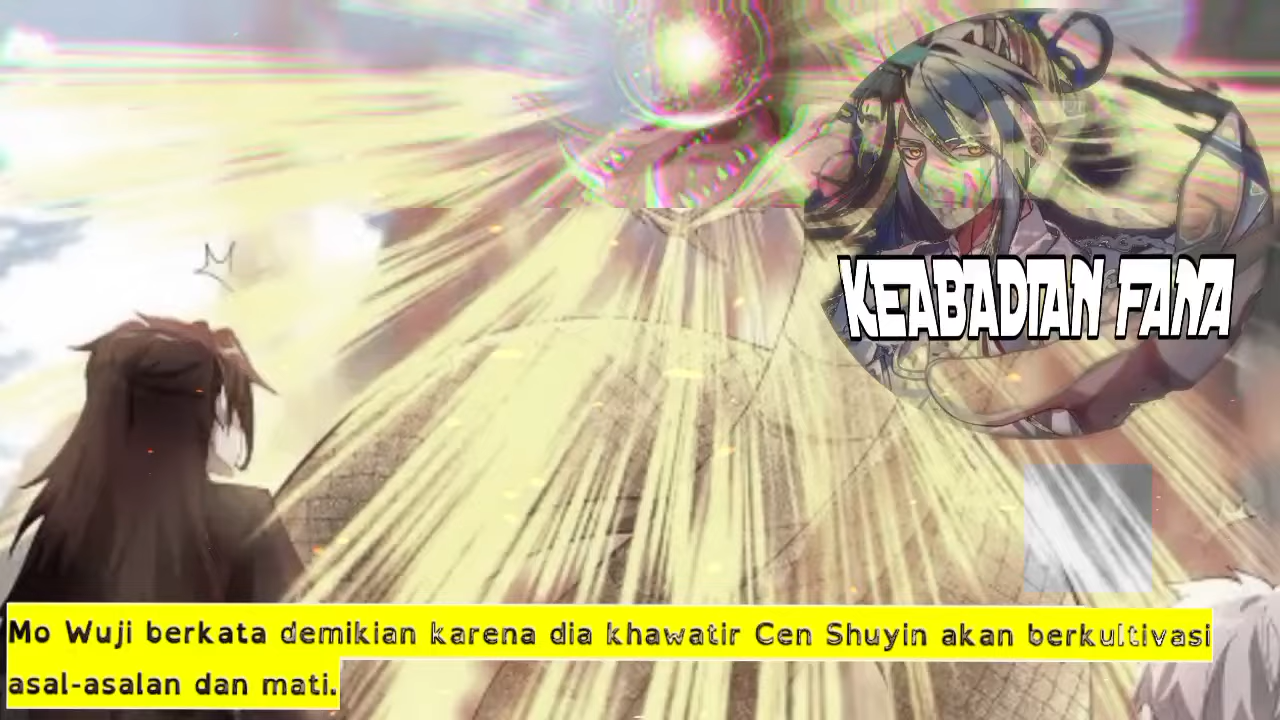 KEABADIAN FANA
Mo Wuji berkata demikian karena dia khawatir Cen Shuyin akan berkultivasi
asal-asalan dan mati.